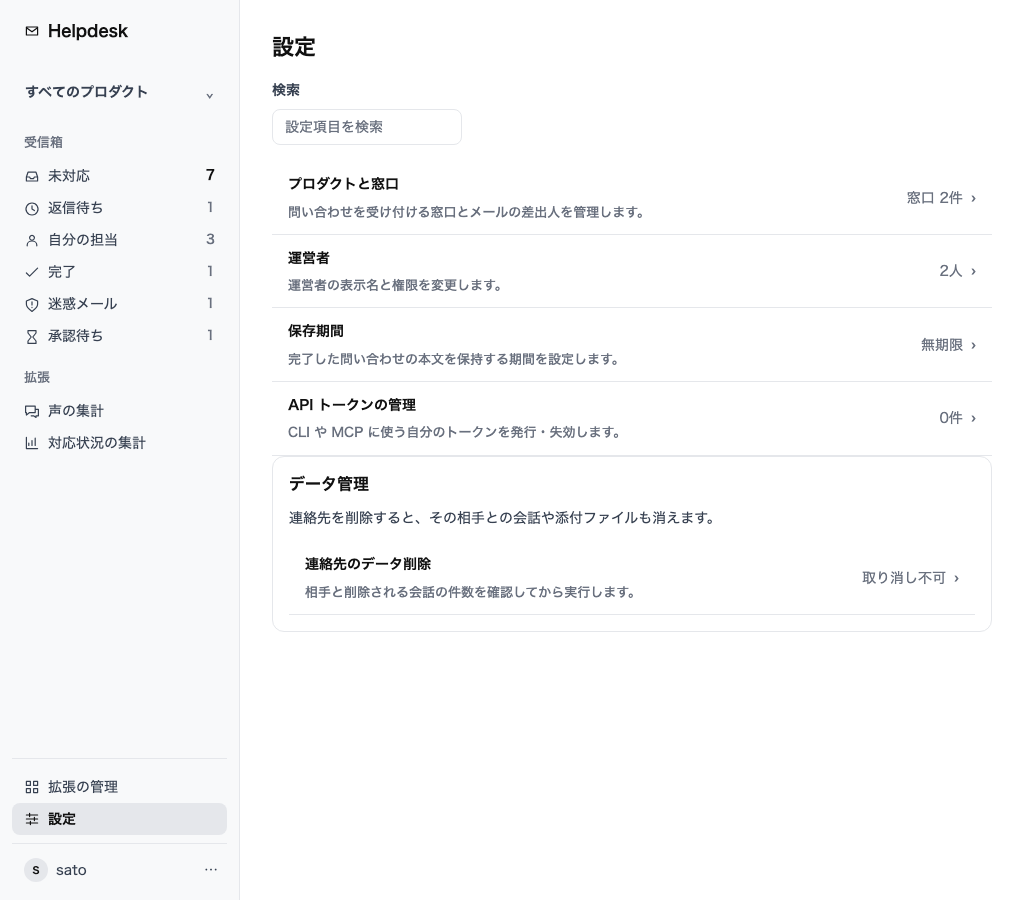 Helpdesk
すべてのプロダクト
受信箱
未対応 7
返信待ち 1
自分の担当 3
完了 1
迷惑メール 1
承認待ち 1
拡張
声の集計
対応状況の集計
拡張の管理
設定
S sato ...
設定
検索
設定項目を検索
プロダクトと窓口
問い合わせを受け付ける窓口とメールの差出人を管理します。
窓口 2件 ›
運営者
運営者の表示名と権限を変更します。
2人 ›
保存期間
完了した問い合わせの本文を保持する期間を設定します。
無期限 ›
API トークンの管理
CLI や MCP に使う自分のトークンを発行・失効します。
0件 ›
データ管理
連絡先を削除すると、その相手との会話や添付ファイルも消えます。
連絡先のデータ削除
相手と削除される会話の件数を確認してから実行します。
取り消し不可 ›